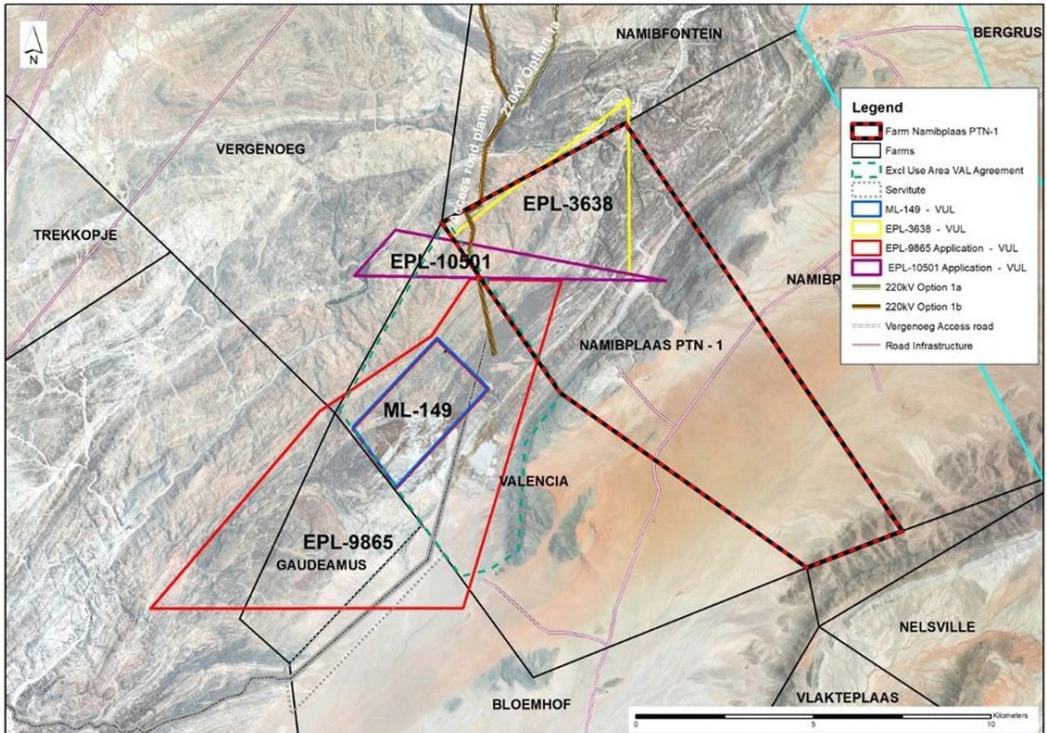 NAMIBFONTEIN
BERGRUS
N
220kV Option 1a
Access road planned
VERGENOEG
TREKKOPJE
EPL-3638
EPL-10501
NAMIBP
NAMIBPLAAS PTN - 1
ML-149
VALENCIA
EPL-9865
GAUDEAMUS
NELSVILLE
VLAKTEPLAAS
BLOEMHOF
Legend
Farm Namibplaas PTN-1
Farms
Excl Use Area VAL Agreement
Servitute
ML-149 - VUL
EPL-3638 - VUL
EPL-9865 Application - VUL
EPL-10501 Application - VUL
220kV Option 1a
220kV Option 1b
Vergenoeg Access road
Road Infrastructure
0 5 10 Kilometers